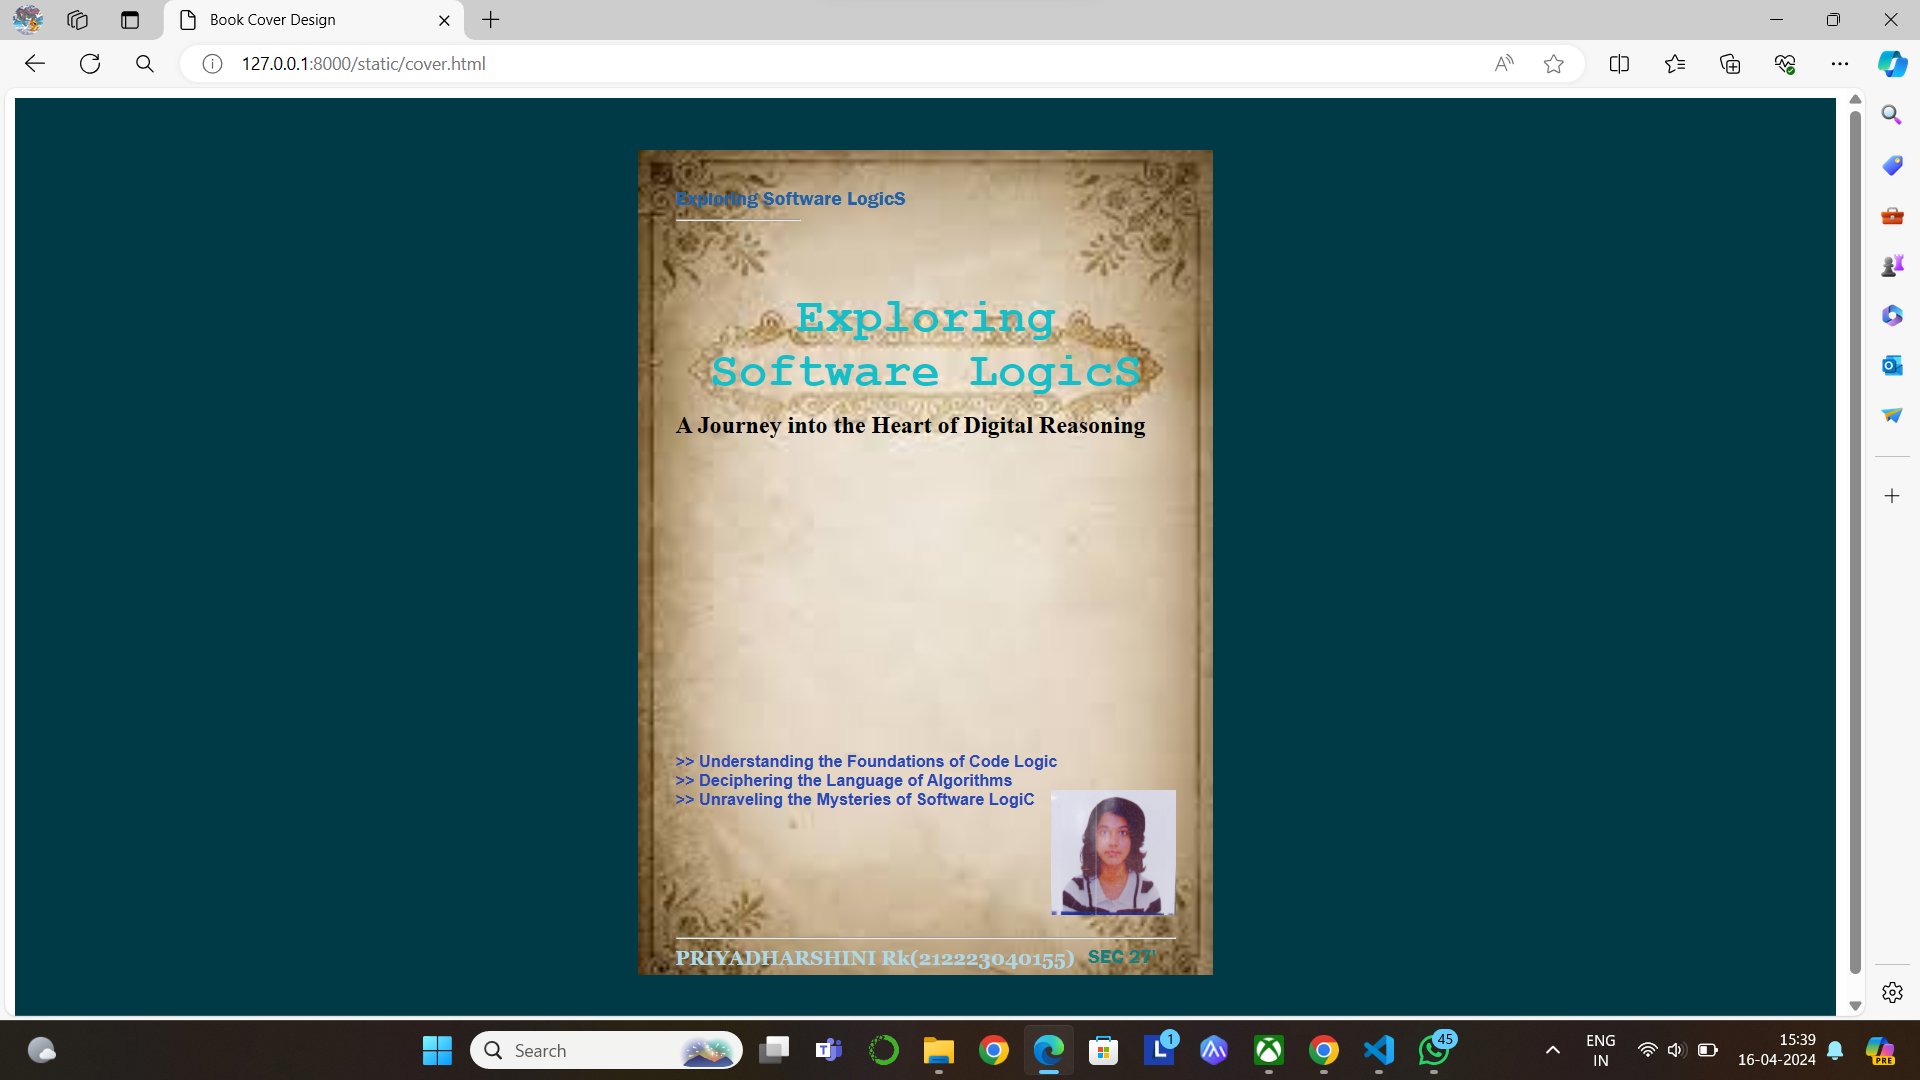 Book Cover Design
127.0.0.1:8000/static/cover.html
Exploring Software LogicS
Exploring
Software LogicS
A Journey into the Heart of Digital Reasoning
>> Understanding the Foundations of Code Logic
>> Deciphering the Language of Algorithms
>> Unraveling the Mysteries of Software LogiC
PRIYADHARSHINI Rk(212223040155) SEC 27'
Search
1
45
ENG
IN
15:39
16-04-2024
PRE